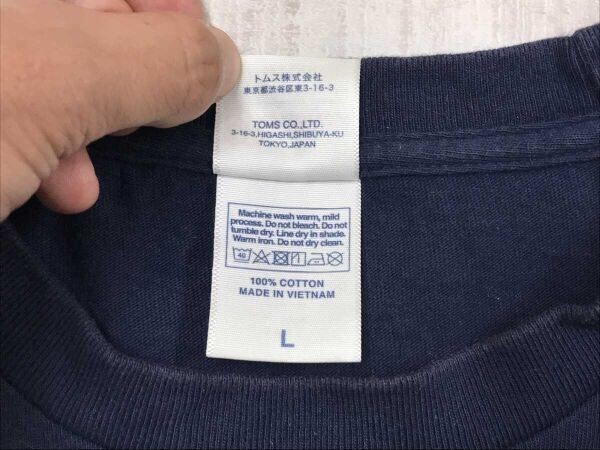 トムス株式会社
東京都渋谷区東3-16-3
TOMS CO.,LTD.
3-16-3,HIGASHI,SHIBUYA-KU
TOKYO,JAPAN
Machine wash warm, mild
process. Do not bleach. Do not
tumble dry. Line dry in shade.
Warm iron. Do not dry clean.
40
100% COTTON
MADE IN VIETNAM
L